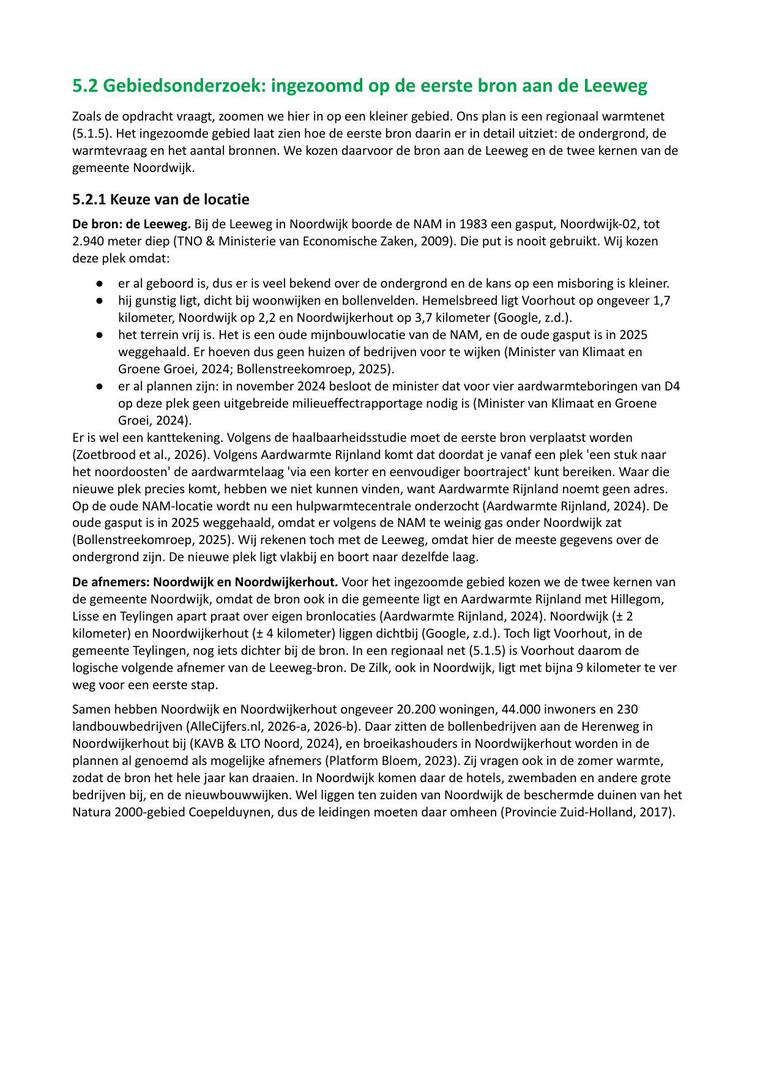 5.2 Gebiedsonderzoek: ingezoomd op de eerste bron aan de Leeweg
Zoals de opdracht vraagt, zoomen we hier in op een kleiner gebied. Ons plan is een regionaal warmtenet
(5.1.5). Het ingezoomde gebied laat zien hoe de eerste bron daarin er in detail uitziet: de ondergrond, de
warmtevraag en het aantal bronnen. We kozen daarvoor de bron aan de Leeweg en de twee kernen van de
gemeente Noordwijk.
5.2.1 Keuze van de locatie
De bron: de Leeweg. Bij de Leeweg in Noordwijk boorde de NAM in 1983 een gasput, Noordwijk-02, tot
2.940 meter diep (TNO & Ministerie van Economische Zaken, 2009). Die put is nooit gebruikt. Wij kozen
deze plek omdat:
● er al geboord is, dus er is veel bekend over de ondergrond en de kans op een misboring is kleiner.
● hij gunstig ligt, dicht bij woonwijken en bollenvelden. Hemelsbreed ligt Voorhout op ongeveer 1,7
kilometer, Noordwijk op 2,2 en Noordwijkerhout op 3,7 kilometer (Google, z.d.).
● het terrein vrij is. Het is een oude mijnbouwlocatie van de NAM, en de oude gasput is in 2025
weggehaald. Er hoeven dus geen huizen of bedrijven voor te wijken (Minister van Klimaat en
Groene Groei, 2024; Bollenstreekomroep, 2025).
● er al plannen zijn: in november 2024 besloot de minister dat voor vier aardwarmteboringen van D4
op deze plek geen uitgebreide milieueffectrapportage nodig is (Minister van Klimaat en Groene
Groei, 2024).
Er is wel een kanttekening. Volgens de haalbaarheidsstudie moet de eerste bron verplaatst worden
(Zoetbrood et al., 2026). Volgens Aardwarmte Rijnland komt dat doordat je vanaf een plek 'een stuk naar
het noordoosten' de aardwarmtelaag 'via een korter en eenvoudiger boortraject' kunt bereiken. Waar die
nieuwe plek precies komt, hebben we niet kunnen vinden, want Aardwarmte Rijnland noemt geen adres.
Op de oude NAM-locatie wordt nu een hulpwarmtecentrale onderzocht (Aardwarmte Rijnland, 2024). De
oude gasput is in 2025 weggehaald, omdat er volgens de NAM te weinig gas onder Noordwijk zat
(Bollenstreekomroep, 2025). Wij rekenen toch met de Leeweg, omdat hier de meeste gegevens over de
ondergrond zijn. De nieuwe plek ligt vlakbij en boort naar dezelfde laag.
De afnemers: Noordwijk en Noordwijkerhout. Voor het ingezoomde gebied kozen we de twee kernen van
de gemeente Noordwijk, omdat de bron ook in die gemeente ligt en Aardwarmte Rijnland met Hillegom,
Lisse en Teylingen apart praat over eigen bronlocaties (Aardwarmte Rijnland, 2024). Noordwijk (± 2
kilometer) en Noordwijkerhout (± 4 kilometer) liggen dichtbij (Google, z.d.). Toch ligt Voorhout, in de
gemeente Teylingen, nog iets dichter bij de bron. In een regionaal net (5.1.5) is Voorhout daarom de
logische volgende afnemer van de Leeweg-bron. De Zilk, ook in Noordwijk, ligt met bijna 9 kilometer te ver
weg voor een eerste stap.
Samen hebben Noordwijk en Noordwijkerhout ongeveer 20.200 woningen, 44.000 inwoners en 230
landbouwbedrijven (AlleCijfers.nl, 2026-a, 2026-b). Daar zitten de bollenbedrijven aan de Herenweg in
Noordwijkerhout bij (KAVB & LTO Noord, 2024), en broeikashouders in Noordwijkerhout worden in de
plannen al genoemd als mogelijke afnemers (Platform Bloem, 2023). Zij vragen ook in de zomer warmte,
zodat de bron het hele jaar kan draaien. In Noordwijk komen daar de hotels, zwembaden en andere grote
bedrijven bij, en de nieuwbouwwijken. Wel liggen ten zuiden van Noordwijk de beschermde duinen van het
Natura 2000-gebied Coepelduynen, dus de leidingen moeten daar omheen (Provincie Zuid-Holland, 2017).